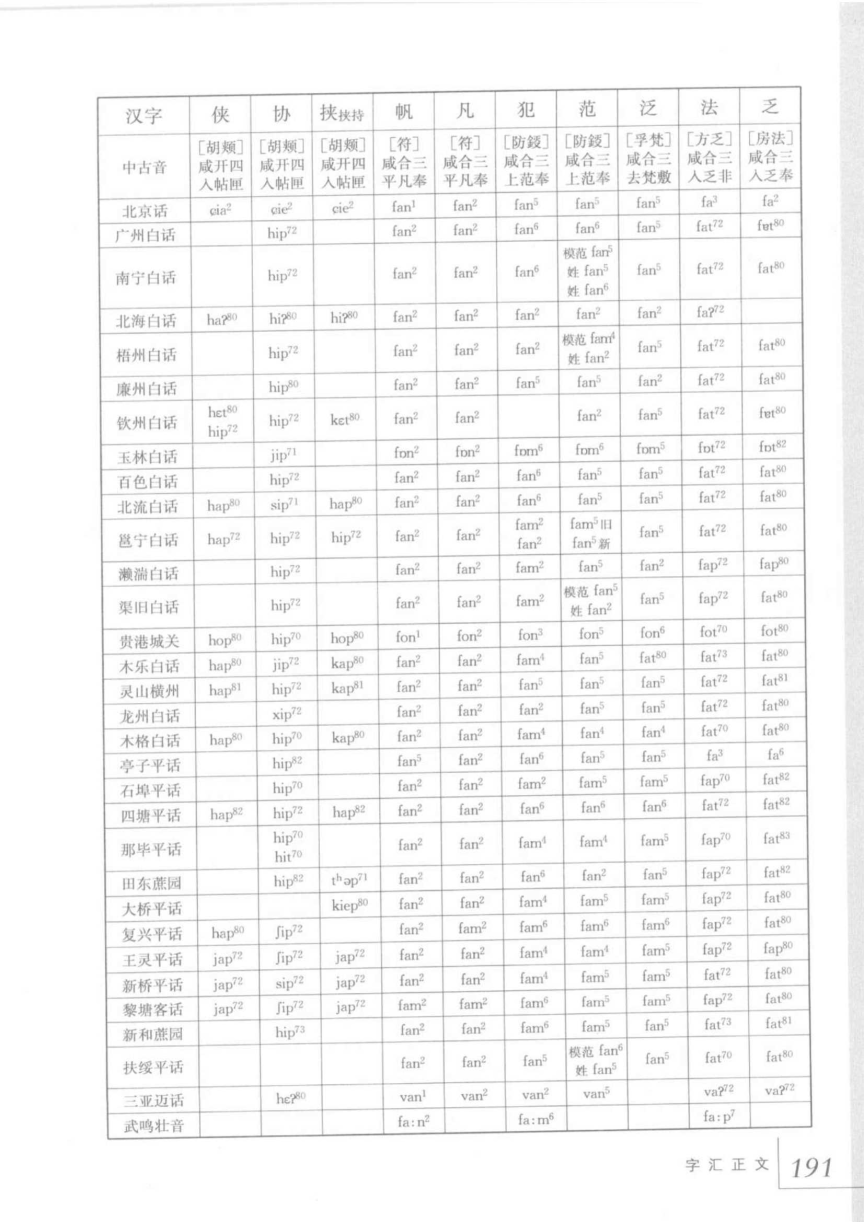 汉字 侠 协 挟挟持 帆 凡 犯 范 泛 法 乏
中古音 [胡颊]咸开四入帖匣 [胡颊]咸开四入帖匣 [胡颊]咸开四入帖匣 [符]咸合三平凡奉 [符]咸合三平凡奉 [防錽]咸合三上范奉 [防錽]咸合三上范奉 [孚梵]咸合三去梵敷 [方乏]咸合三入乏非 [房法]咸合三入乏奉
北京话 ɕia² ɕie² ɕie² fan¹ fan² fan⁵ fan⁵ fan⁵ fa³ fa²
广州白话 hip⁷² fan² fan² fan⁶ fan⁶ fan⁵ fat⁷² fɐt⁸⁰
南宁白话 hip⁷² fan² fan² fan⁶ 模范 fan⁵ 姓 fan⁵ 姓 fan⁶ fan⁵ fat⁷² fat⁸⁰
北海白话 haʔ⁸⁰ hiʔ⁸⁰ hiʔ⁸⁰ fan² fan² fan² fan² fan² faʔ⁷²
梧州白话 hip⁷² fan² fan² fan² 模范 fam⁴ 姓 fan² fan⁵ fat⁷² fat⁸⁰
廉州白话 hip⁸⁰ fan² fan² fan⁵ fan⁵ fan² fat⁷² fat⁸⁰
钦州白话 hɛt⁸⁰ hip⁷² hip⁷² kɛt⁸⁰ fan² fan² fan² fan⁵ fat⁷² fɐt⁸⁰
玉林白话 jip⁷¹ fɒn² fɒn² fɒm⁶ fɒm⁶ fɒm⁵ fɒt⁷² fɒt⁸²
百色白话 hip⁷² fan² fan² fan⁶ fan⁵ fan⁵ fat⁷² fat⁸⁰
北流白话 hap⁸⁰ sip⁷¹ hap⁸⁰ fan² fan² fan⁶ fan⁵ fan⁵ fat⁷² fat⁸⁰
邕宁白话 hap⁷² hip⁷² hip⁷² fan² fan² fam² fan² fam⁵旧 fan⁵新 fan⁵ fat⁷² fat⁸⁰
濑湍白话 hip⁷² fan² fan² fam² fan⁵ fan² fap⁷² fap⁸⁰
渠旧白话 hip⁷² fan² fan² fam² 模范 fan⁵ 姓 fan² fan⁵ fap⁷² fat⁸⁰
贵港城关 hop⁸⁰ hip⁷⁰ hop⁸⁰ fon¹ fon² fon³ fon⁵ fon⁶ fot⁷⁰ fot⁸⁰
木乐白话 hap⁸⁰ jip⁷² kap⁸⁰ fan² fan² fam⁴ fan⁵ fat⁸⁰ fat⁷³ fat⁸⁰
灵山横州 hap⁸¹ hip⁷² kap⁸¹ fan² fan² fan⁵ fan⁵ fan⁵ fat⁷² fat⁸¹
龙州白话 xip⁷² fan² fan² fan² fan⁵ fan⁵ fat⁷² fat⁸⁰
木格白话 hap⁸⁰ hip⁷⁰ kap⁸⁰ fan² fan² fam⁴ fan⁴ fan⁴ fat⁷⁰ fat⁸⁰
亭子平话 hip⁸² fan⁵ fan² fan⁶ fan⁵ fan⁵ fa³ fa⁶
石埠平话 hip⁷⁰ fan² fan² fam² fam⁵ fam⁵ fap⁷⁰ fat⁸²
四塘平话 hap⁸² hip⁷² hap⁸² fan² fan² fan⁶ fan⁶ fan⁶ fat⁷² fat⁸²
那毕平话 hip⁷⁰ hit⁷⁰ fan² fan² fam⁴ fam⁴ fam⁵ fap⁷⁰ fat⁸³
田东蔗园 hip⁸² tʰəp⁷¹ fan² fan² fan⁶ fan² fan⁵ fap⁷² fat⁸²
大桥平话 kiep⁸⁰ fan² fan² fam⁴ fam⁵ fam⁵ fap⁷² fat⁸⁰
复兴平话 hap⁸⁰ ʃip⁷² fan² fam² fam⁶ fam⁶ fam⁶ fap⁷² fat⁸⁰
王灵平话 jap⁷² ʃip⁷² jap⁷² fan² fan² fam⁴ fam⁴ fam⁵ fap⁷² fap⁸⁰
新桥平话 jap⁷² sip⁷² jap⁷² fan² fan² fam⁴ fam⁵ fam⁵ fat⁷² fat⁸⁰
黎塘客话 jap⁷² ʃip⁷² jap⁷² fam² fam² fam⁶ fam⁵ fam⁵ fap⁷² fat⁸⁰
新和蔗园 hip⁷³ fan² fan² fam⁶ fam⁵ fan⁵ fat⁷³ fat⁸¹
扶绥平话 fan² fan² fan⁵ 模范 fan⁶ 姓 fan⁵ fan⁵ fat⁷⁰ fat⁸⁰
三亚迈话 hɛʔ⁸⁰ van¹ van² van² van⁵ vaʔ⁷² vaʔ⁷²
武鸣壮音 fa:n² fa:m⁶ fa:p⁷
字汇正文 191